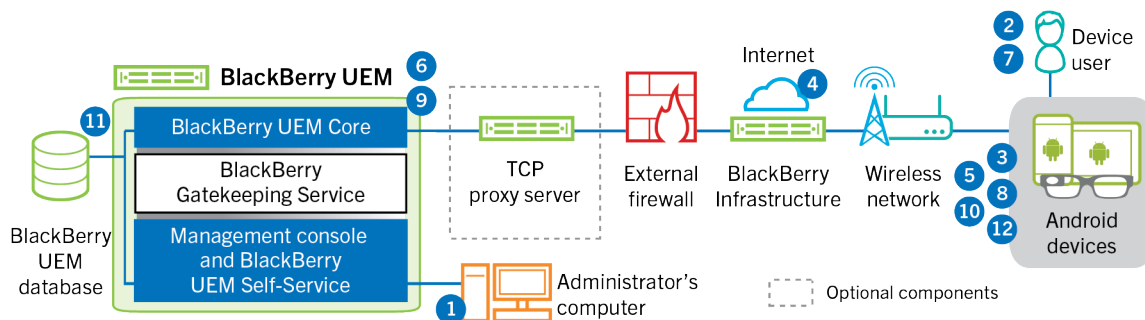 BlackBerry UEM
6
9
11
BlackBerry UEM Core
BlackBerry
Gatekeeping Service
Management console
and BlackBerry
UEM Self-Service
BlackBerry
UEM
database
1
Administrator's
computer
TCP
proxy server
External
firewall
Internet
4
BlackBerry
Infrastructure
Wireless
network
2
7
Device
user
3
5
8
10
12
Android
devices
Optional components